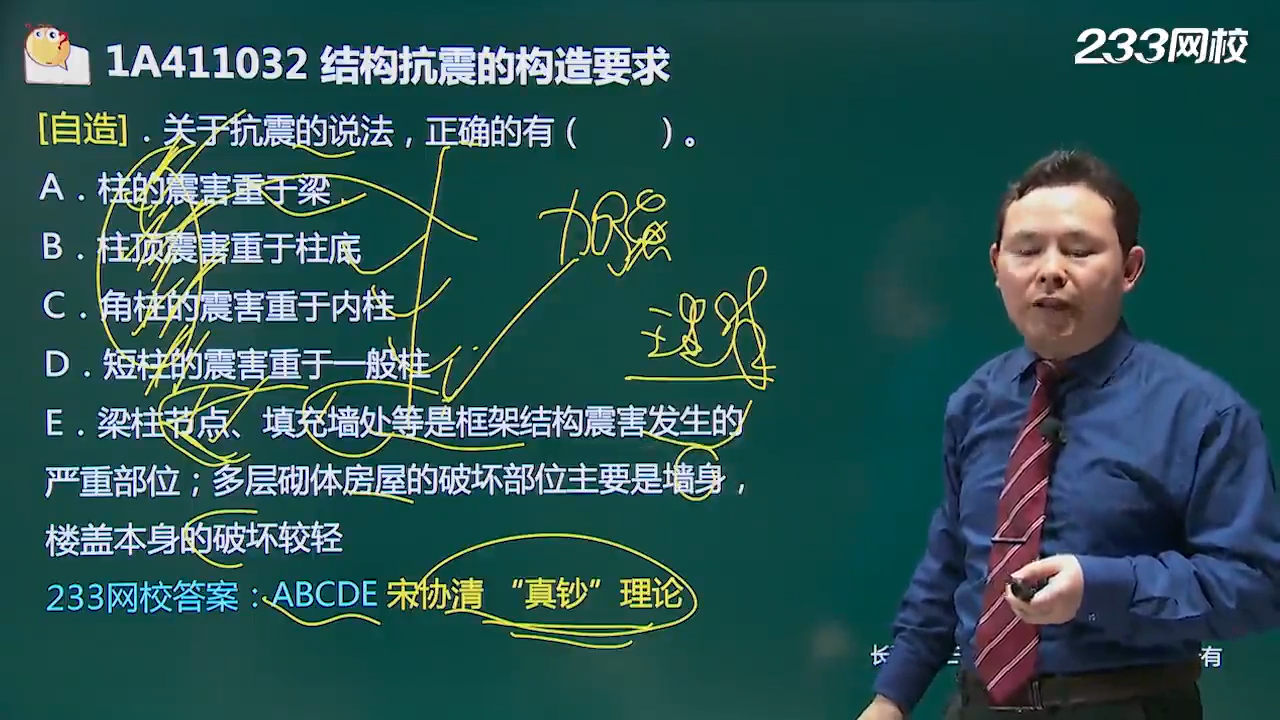 1A411032 结构抗震的构造要求
233网校
[自造]．关于抗震的说法，正确的有（　　）。
A．柱的震害重于梁
B．柱顶震害重于柱底
C．角柱的震害重于内柱
D．短柱的震害重于一般柱
E．梁柱节点、填充墙处等是框架结构震害发生的
严重部位；多层砌体房屋的破坏部位主要是墙身，
楼盖本身的破坏较轻
233网校答案：ABCDE 宋协清 “真钞”理论
加强